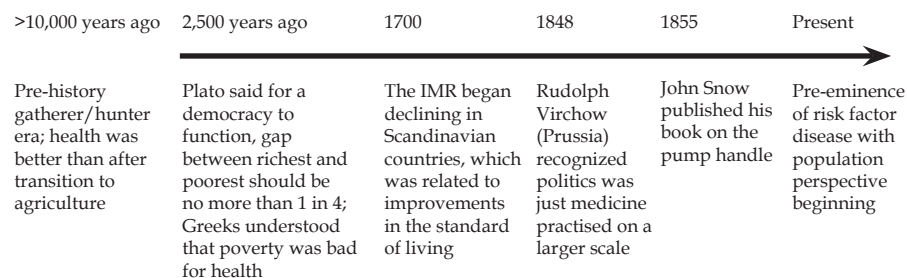 >10,000 years ago
2,500 years ago
1700
1848
1855
Present
Pre-history
gatherer/hunter
era; health was
better than after
transition to
agriculture
Plato said for a
democracy to
function, gap
between richest and
poorest should be
no more than 1 in 4;
Greeks understood
that poverty was bad
for health
The IMR began
declining in
Scandinavian
countries, which
was related to
improvements
in the standard
of living
Rudolph
Virchow
(Prussia)
recognized
politics was
just medicine
practised on a
larger scale
John Snow
published his
book on the
pump handle
Pre-eminence
of risk factor
disease with
population
perspective
beginning